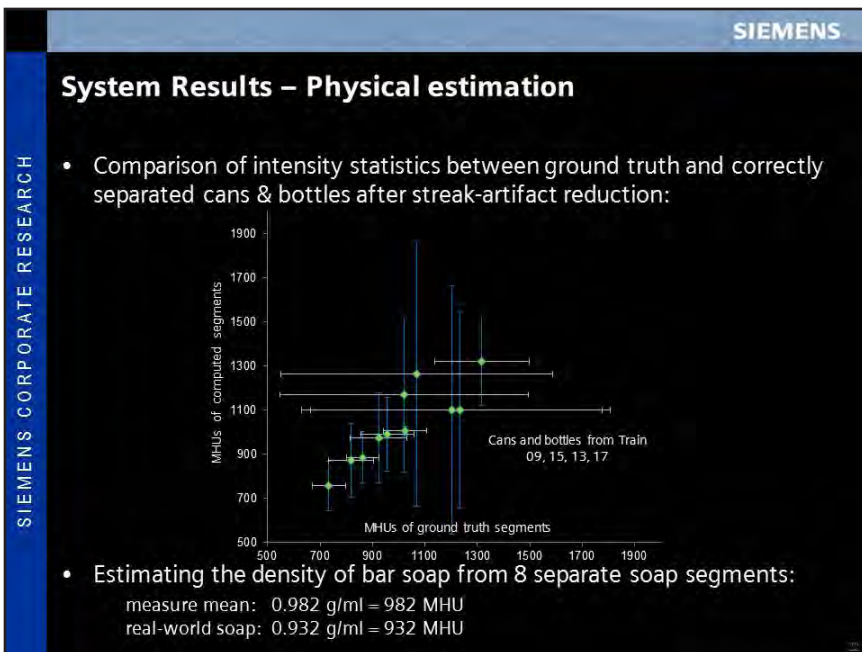 SIEMENS
System Results – Physical estimation
SIEMENS CORPORATE RESEARCH
• Comparison of intensity statistics between ground truth and correctly
separated cans & bottles after streak-artifact reduction:
MHUs of computed segments
1900
1700
1500
1300
1100
900
700
500
Cans and bottles from Train
09, 15, 13, 17
MHUs of ground truth segments
500 700 900 1100 1300 1500 1700 1900
• Estimating the density of bar soap from 8 separate soap segments:
measure mean: 0.982 g/ml = 982 MHU
real-world soap: 0.932 g/ml = 932 MHU